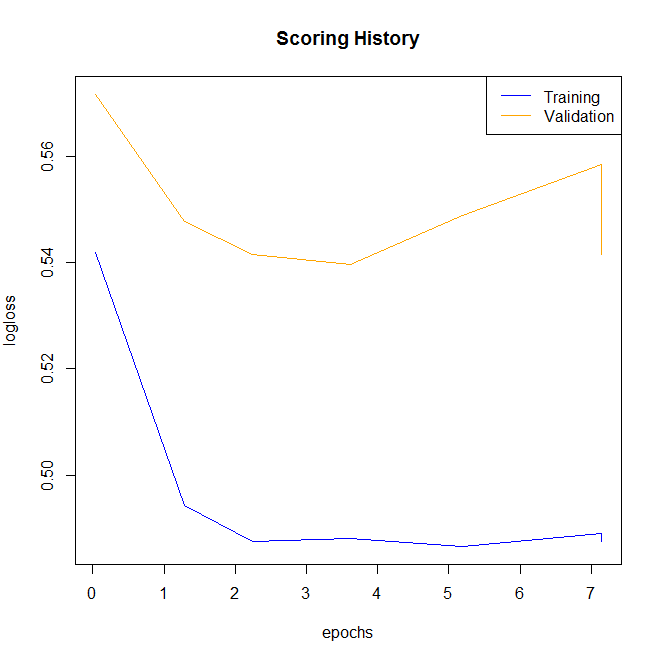 Scoring History
Training
Validation
0.56
0.54
0.52
0.50
logloss
0 1 2 3 4 5 6 7
epochs